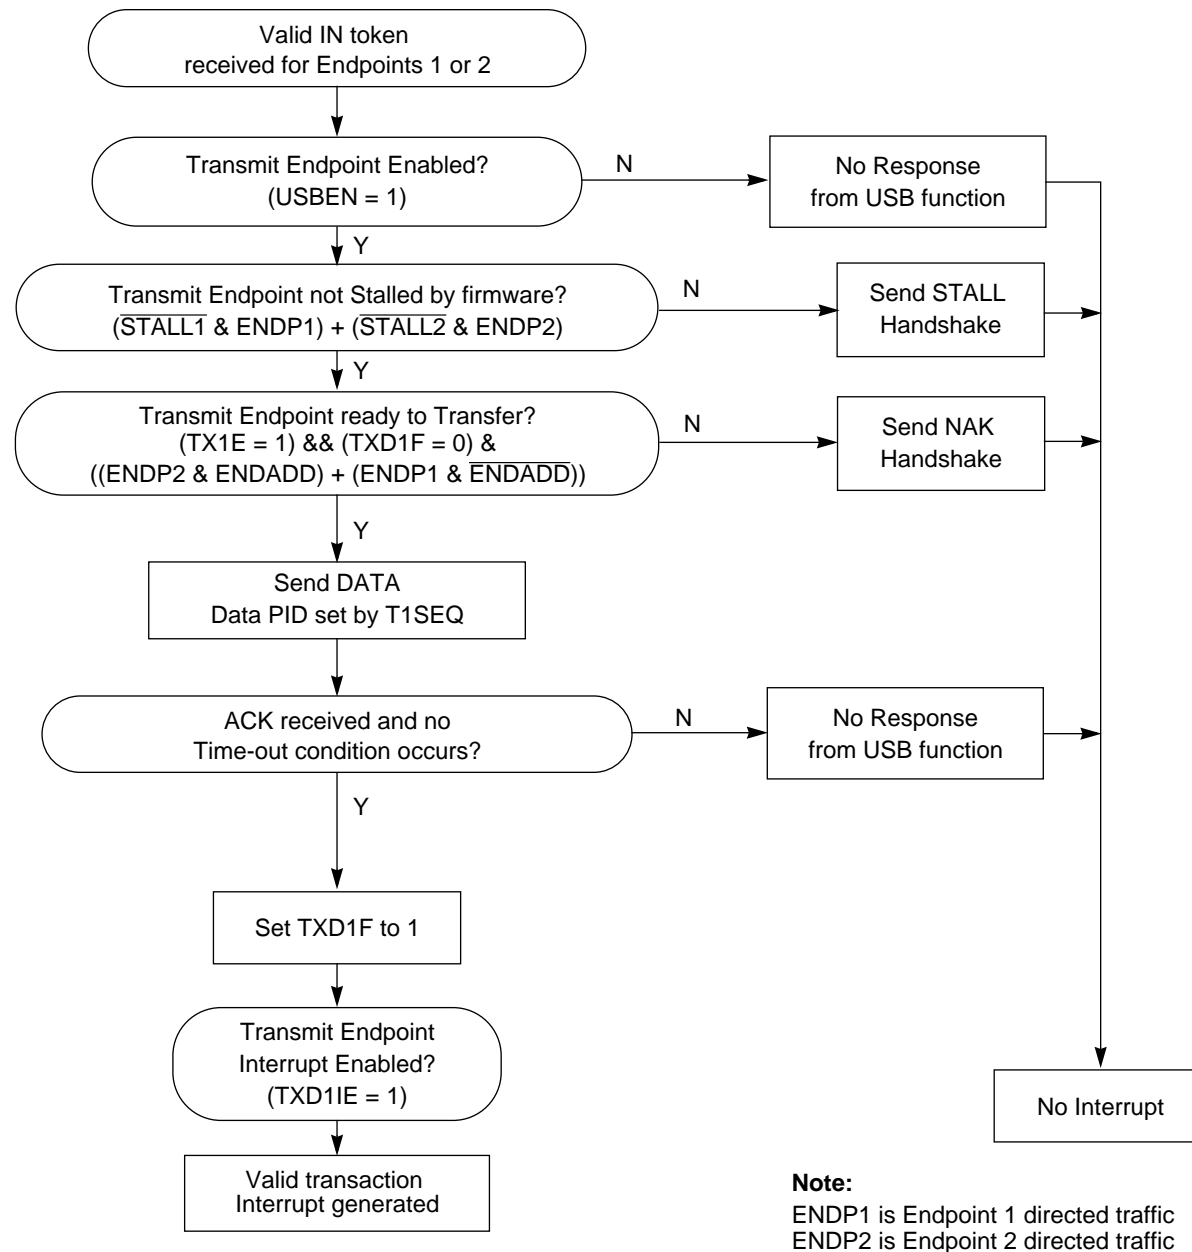 Valid IN token
received for Endpoints 1 or 2
Transmit Endpoint Enabled?
(USBEN = 1)
N
No Response
from USB function
Y
Transmit Endpoint not Stalled by firmware?
(S̅T̅A̅L̅L̅1̅ & ENDP1) + (S̅T̅A̅L̅L̅2̅ & ENDP2)
N
Send STALL
Handshake
Y
Transmit Endpoint ready to Transfer?
(TX1E = 1) && (TXD1F = 0) &
((ENDP2 & ENDADD) + (ENDP1 & E̅N̅D̅A̅D̅D̅))
N
Send NAK
Handshake
Y
Send DATA
Data PID set by T1SEQ
ACK received and no
Time-out condition occurs?
N
No Response
from USB function
Y
Set TXD1F to 1
Transmit Endpoint
Interrupt Enabled?
(TXD1IE = 1)
No Interrupt
Valid transaction
Interrupt generated
Note:
ENDP1 is Endpoint 1 directed traffic
ENDP2 is Endpoint 2 directed traffic